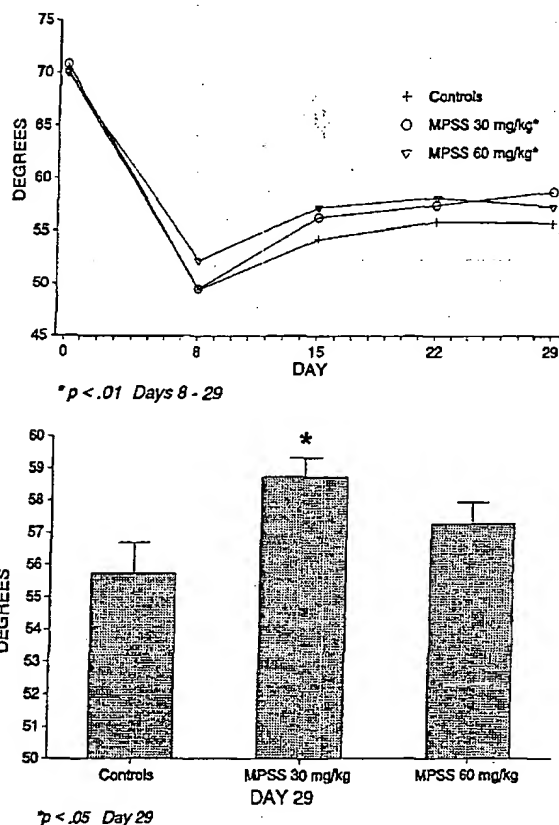 75
70
65
60
55
50
45
DEGREES
Controls
MPSS 30 mg/kg*
MPSS 60 mg/kg*
0 8 15 22 29
DAY
*p < .01 Days 8 - 29
60
59
58
57
56
55
54
53
52
51
50
DEGREES
*
Controls MPSS 30 mg/kg MPSS 60 mg/kg
DAY 29
*p < .05 Day 29